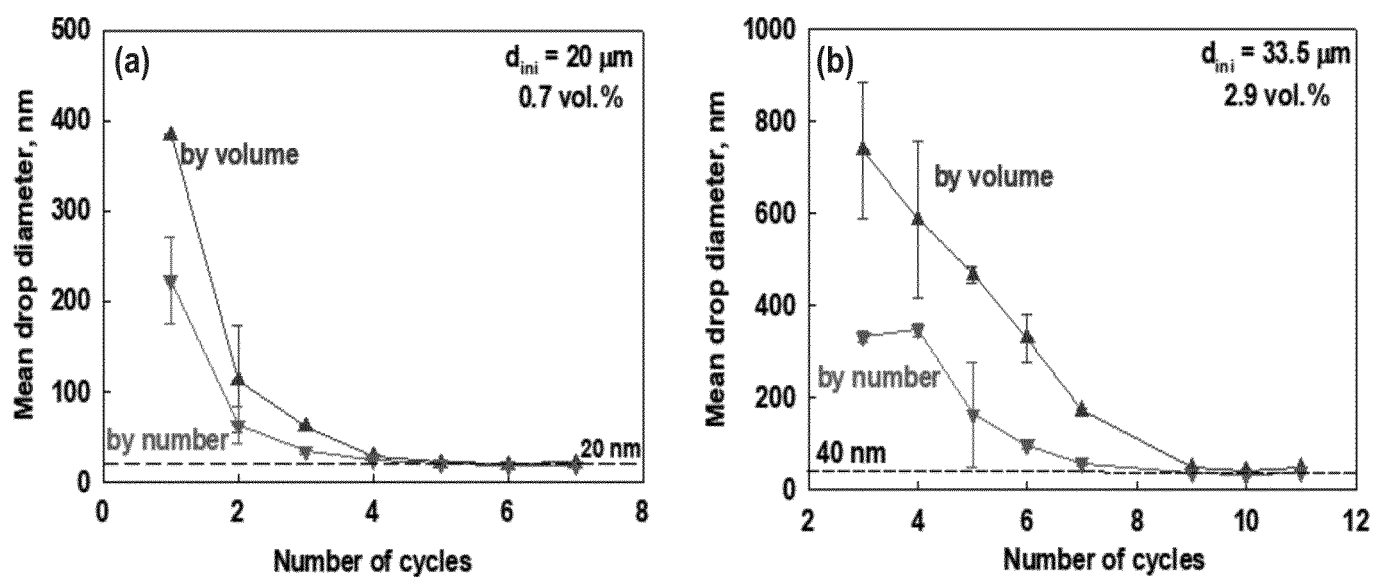 (a)
d_ini = 20 μm
0.7 vol.%
by volume
by number
20 nm
Mean drop diameter, nm
500
400
300
200
100
0
0 2 4 6 8
Number of cycles
(b)
d_ini = 33.5 μm
2.9 vol.%
by volume
by number
40 nm
Mean drop diameter, nm
1000
800
600
400
200
0
2 4 6 8 10 12
Number of cycles